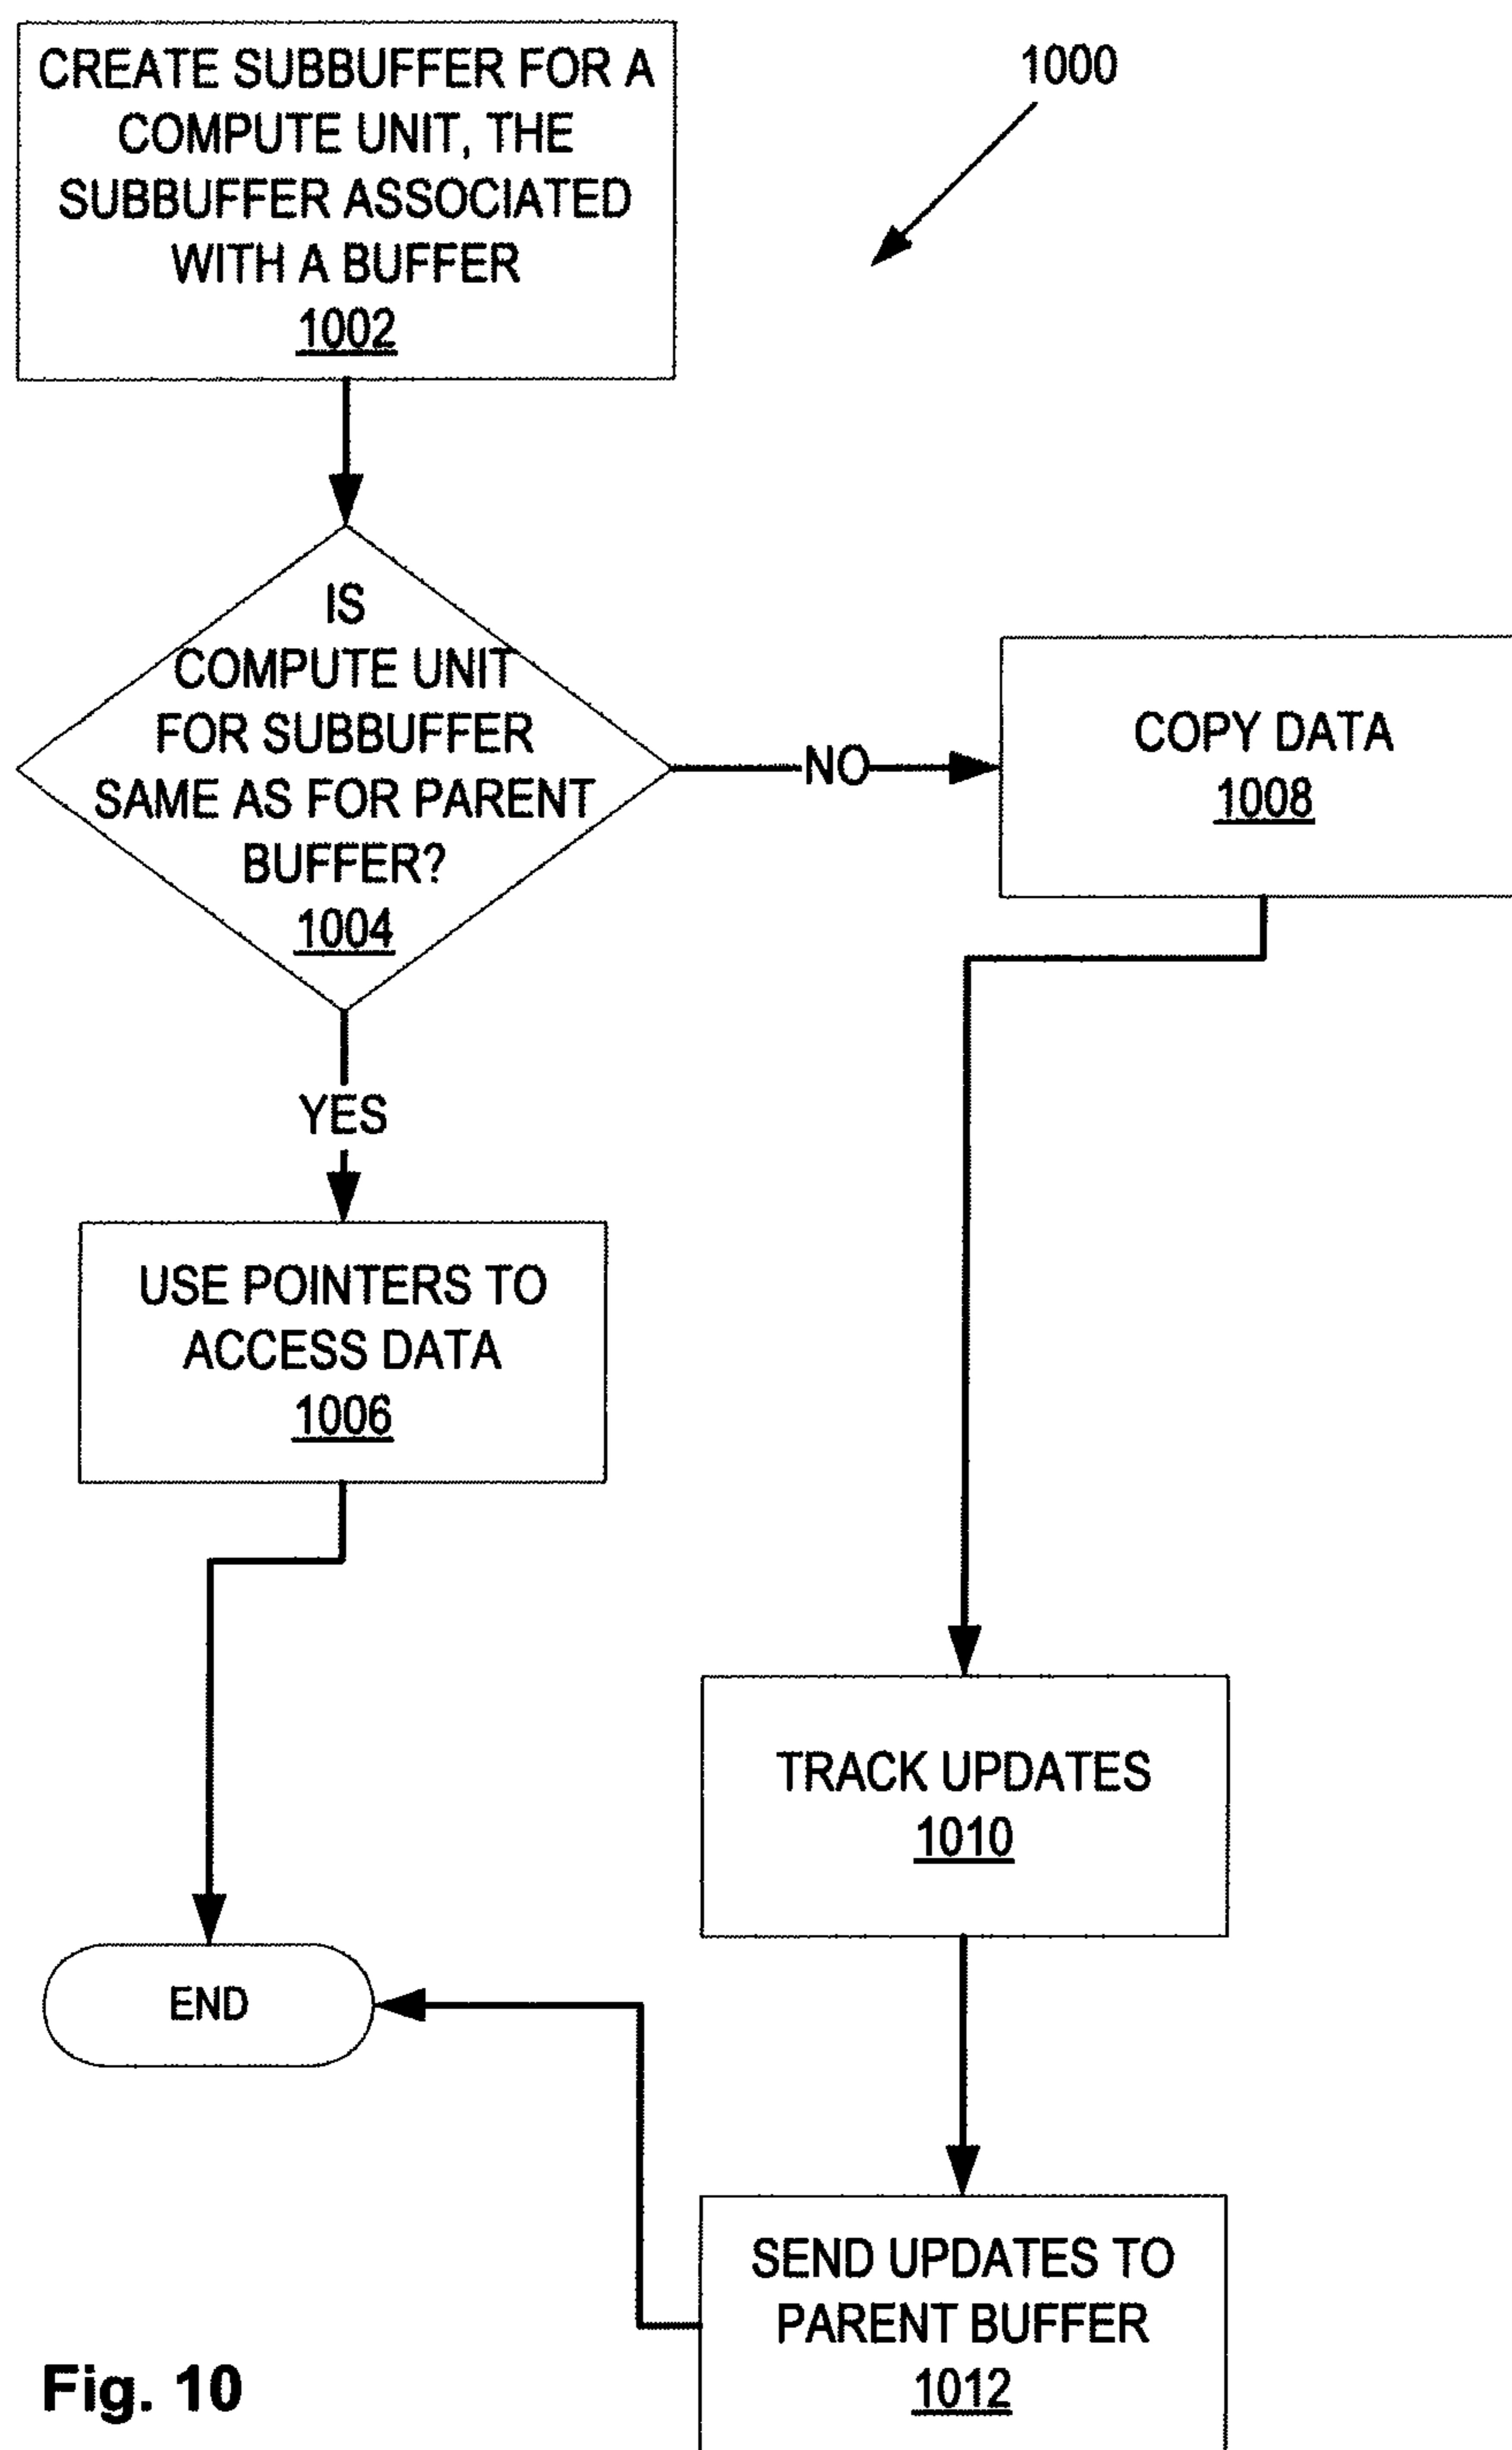 CREATE SUBBUFFER FOR A
COMPUTE UNIT, THE
SUBBUFFER ASSOCIATED
WITH A BUFFER
1002
1000
IS
COMPUTE UNIT
FOR SUBBUFFER
SAME AS FOR PARENT
BUFFER?
1004
NO
COPY DATA
1008
YES
USE POINTERS TO
ACCESS DATA
1006
TRACK UPDATES
1010
END
SEND UPDATES TO
PARENT BUFFER
1012
Fig. 10